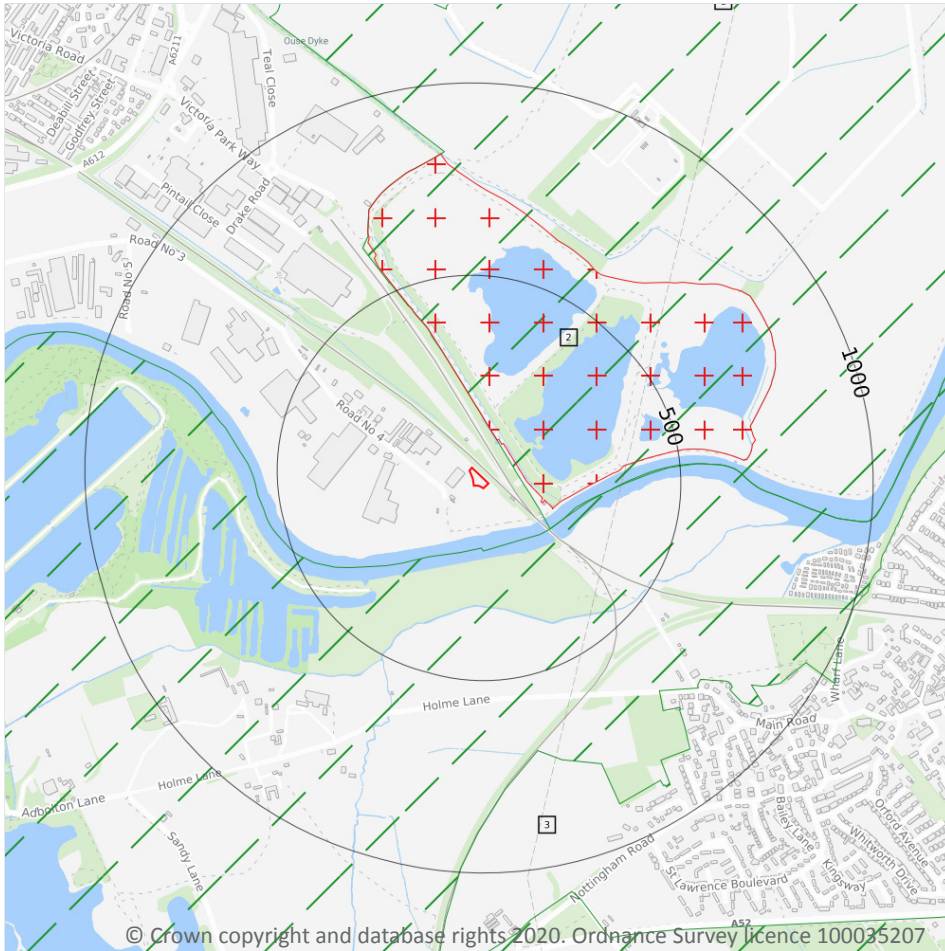 Victoria Road
A6211
Deabill Street
Godfrey Street
Teal Close
Ouse Dyke
Victoria Park Way
A612
Pintail Close
Drake Road
Road No 3
Road No 5
2
1000
Road No 4
500
Holme Lane
Wharf Lane
Main Road
Holme Lane
Adbolton Lane
Sandy Lane
3
Bailey Lane
Orford Avenue
Whitworth Drive
Kingsway
Nottingham Road
St Lawrence Boulevard
A52
© Crown copyright and database rights 2020. Ordnance Survey licence 100035207